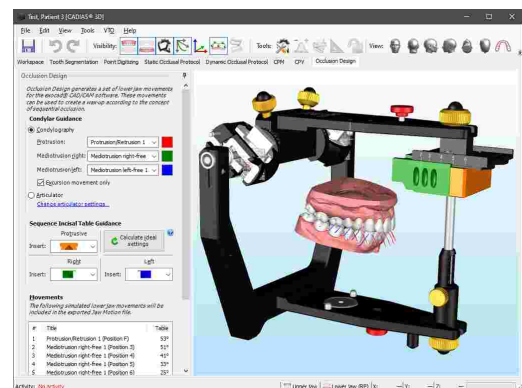 Test, Patient 3 [CADIAS® 3D]
File Edit View Tools VTO Help
Visibility: Tools: View:
Workspace Tooth Segmentation Point Digitizing Static Occlusal Protocol Dynamic Occlusal Protocol CPM CPV Occlusion Design
Occlusion Design
Occlusion Design generates a set of lower jaw movements for
the exocad® CAD/CAM software. These movements
can be used to create a wax-up according to the concept
of sequential occlusion.
Condylar Guidance
Condylography
Protrusion: Protrusion/Retrusion 1
Mediotrusion right: Mediotrusion right-free
Mediotrusion left: Mediotrusion left-free 1
Excursion movement only
Articulator
Change articulator settings...
Sequence Incisal Table Guidance
Protrusive
Insert:
Calculate ideal
settings
Right Left
Insert: Insert:
Movements
The following simulated lower jaw movements will be
included in the exported Jaw Motion file.
# Title Table
1 Protrusion/Retrusion 1 (Position F) 53°
2 Mediotrusion right-free 1 (Position 3) 51°
3 Mediotrusion right-free 1 (Position 4) 41°
4 Mediotrusion right-free 1 (Position 5) 33°
5 Mediotrusion right-free 1 (Position 6) 25°
Activity: No activity Upper Jaw Lower Jaw (RP) X: Y: Z: